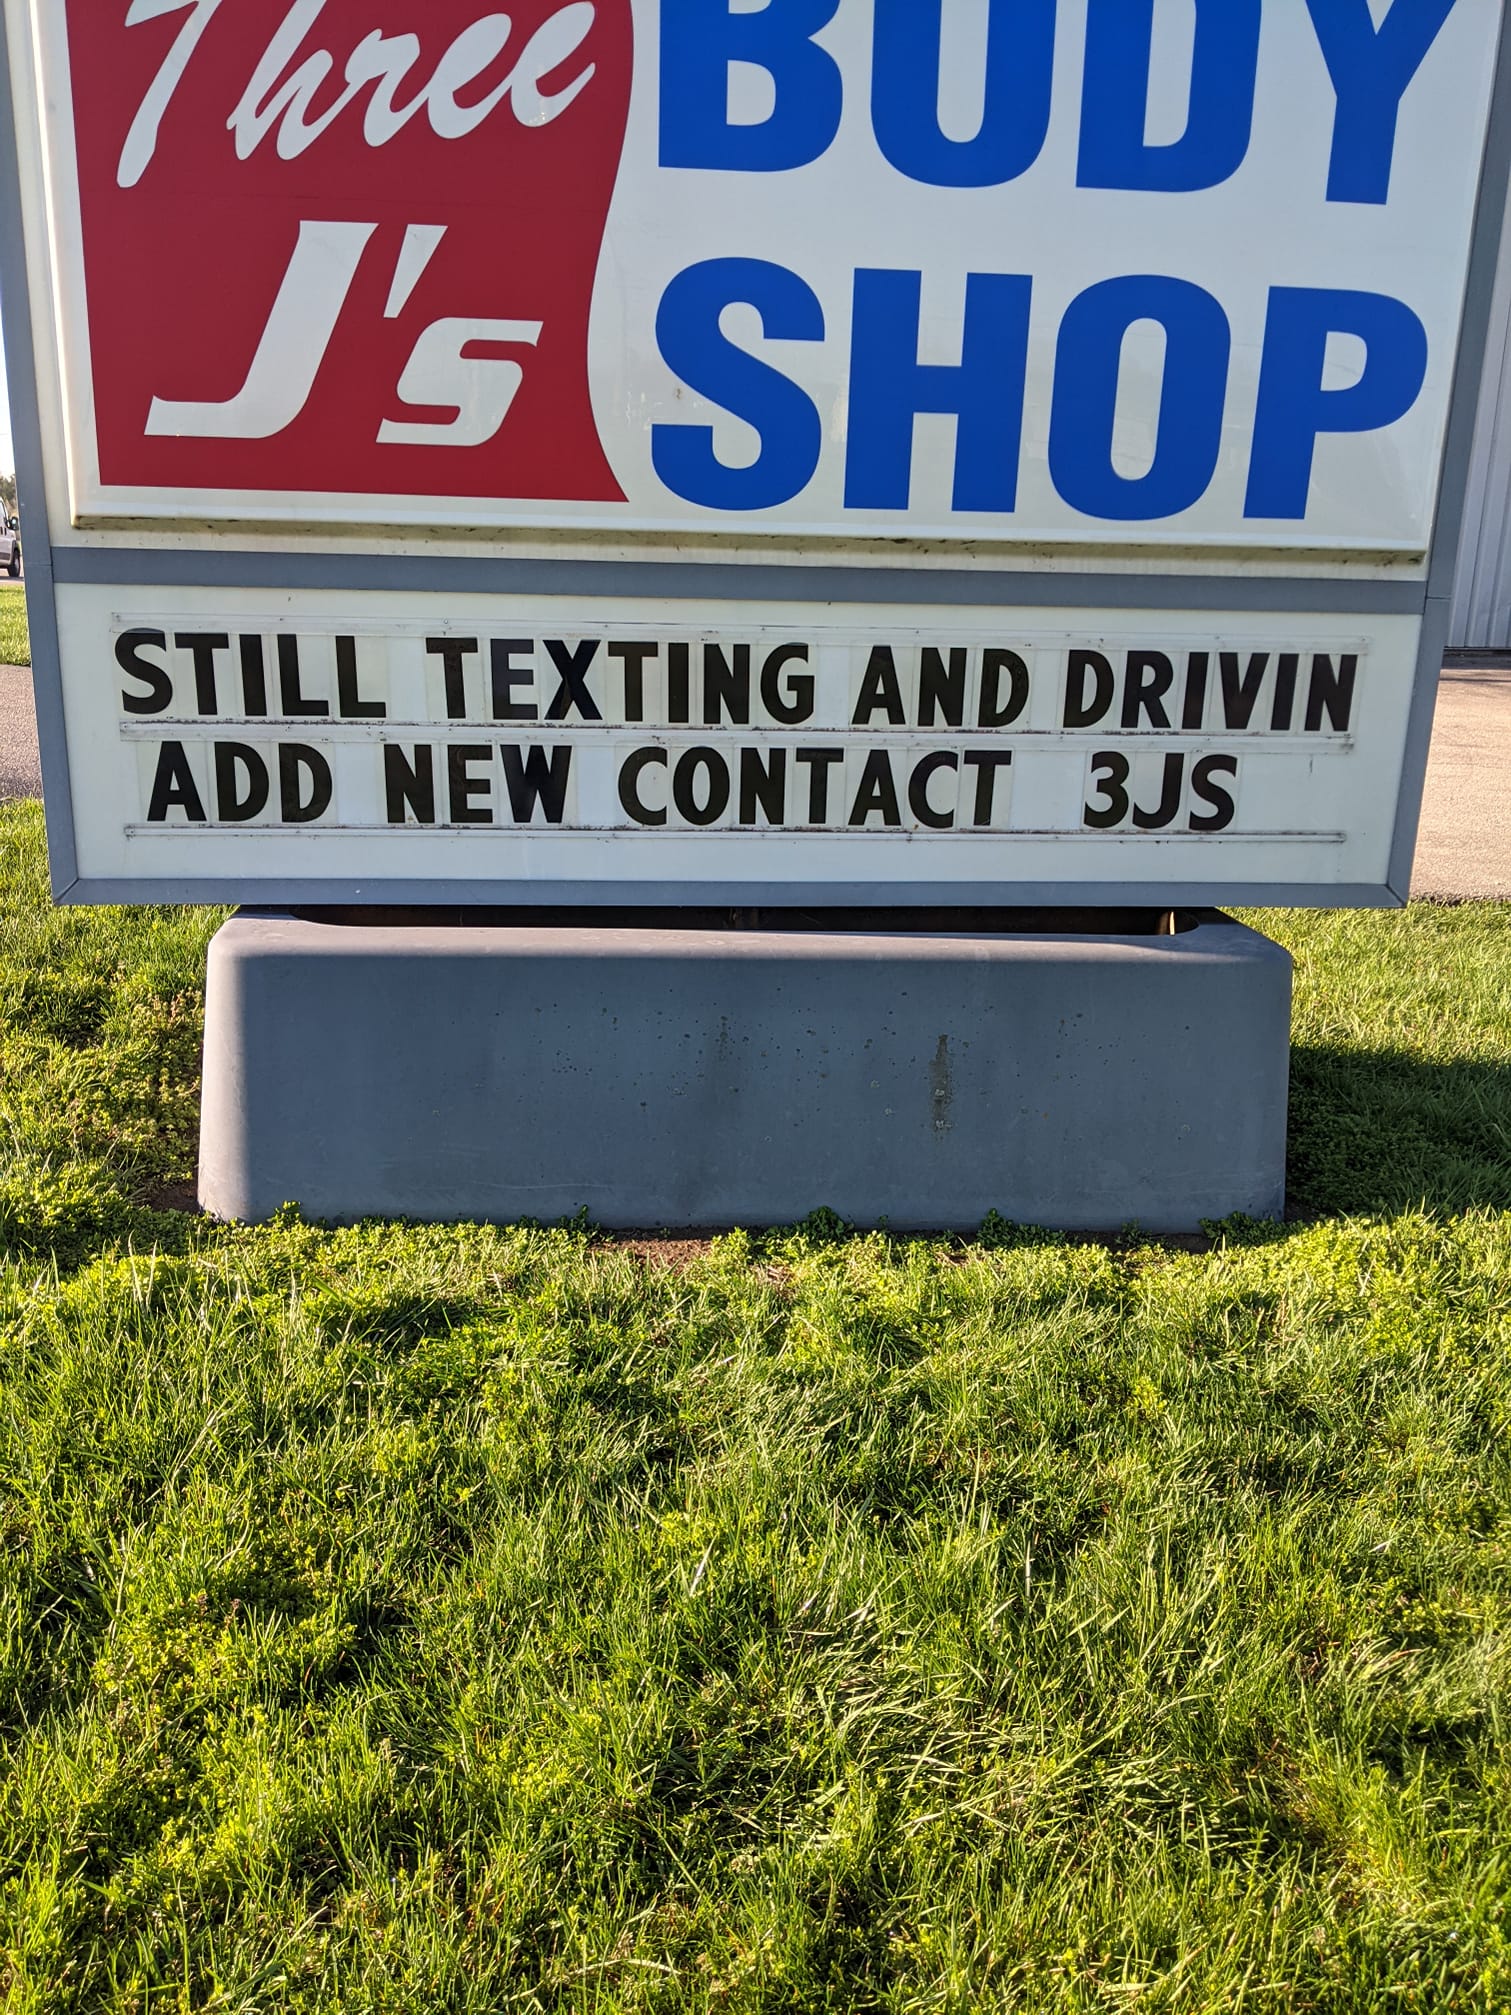 Three BODY
J's SHOP
STILL TEXTING AND DRIVIN
ADD NEW CONTACT 3JS